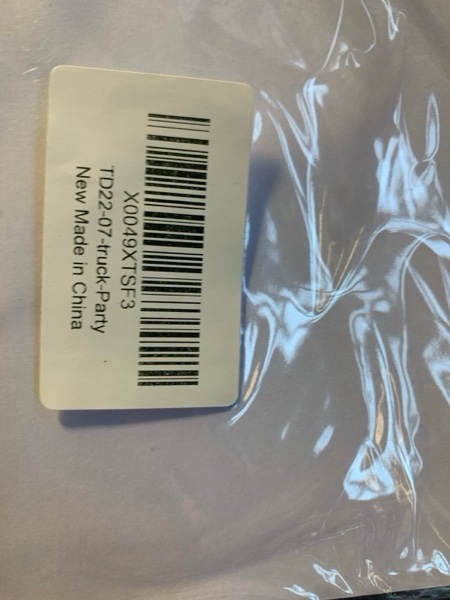 X0049XTSF3
TD22-07-truck-Party
New Made in China